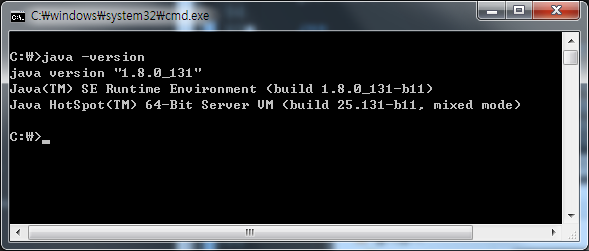 C:₩windows₩system32₩cmd.exe
C:₩>java -version
java version "1.8.0_131"
Java(TM) SE Runtime Environment (build 1.8.0_131-b11)
Java HotSpot(TM) 64-Bit Server VM (build 25.131-b11, mixed mode)
C:₩>